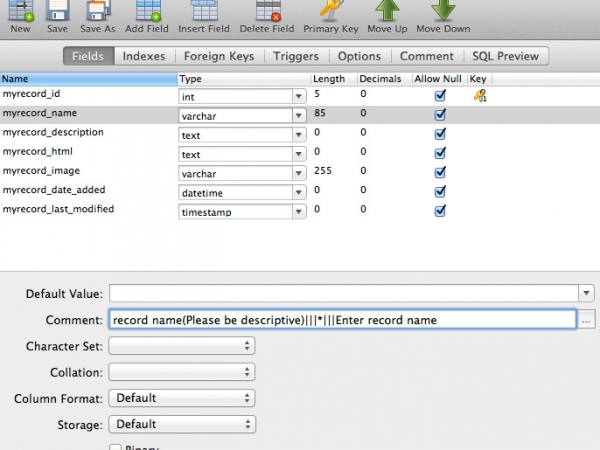 New Save Save As Add Field Insert Field Delete Field Primary Key Move Up Move Down
Fields Indexes Foreign Keys Triggers Options Comment SQL Preview
Name Type Length Decimals Allow Null Key
myrecord_id int 5 0 1
myrecord_name varchar 85 0
myrecord_description text 0 0
myrecord_html text 0 0
myrecord_image varchar 255 0
myrecord_date_added datetime 0 0
myrecord_last_modified timestamp 0 0
Default Value:
Comment: record name(Please be descriptive)|||*|||Enter record name ...
Character Set:
Collation:
Column Format: Default
Storage: Default
Binary